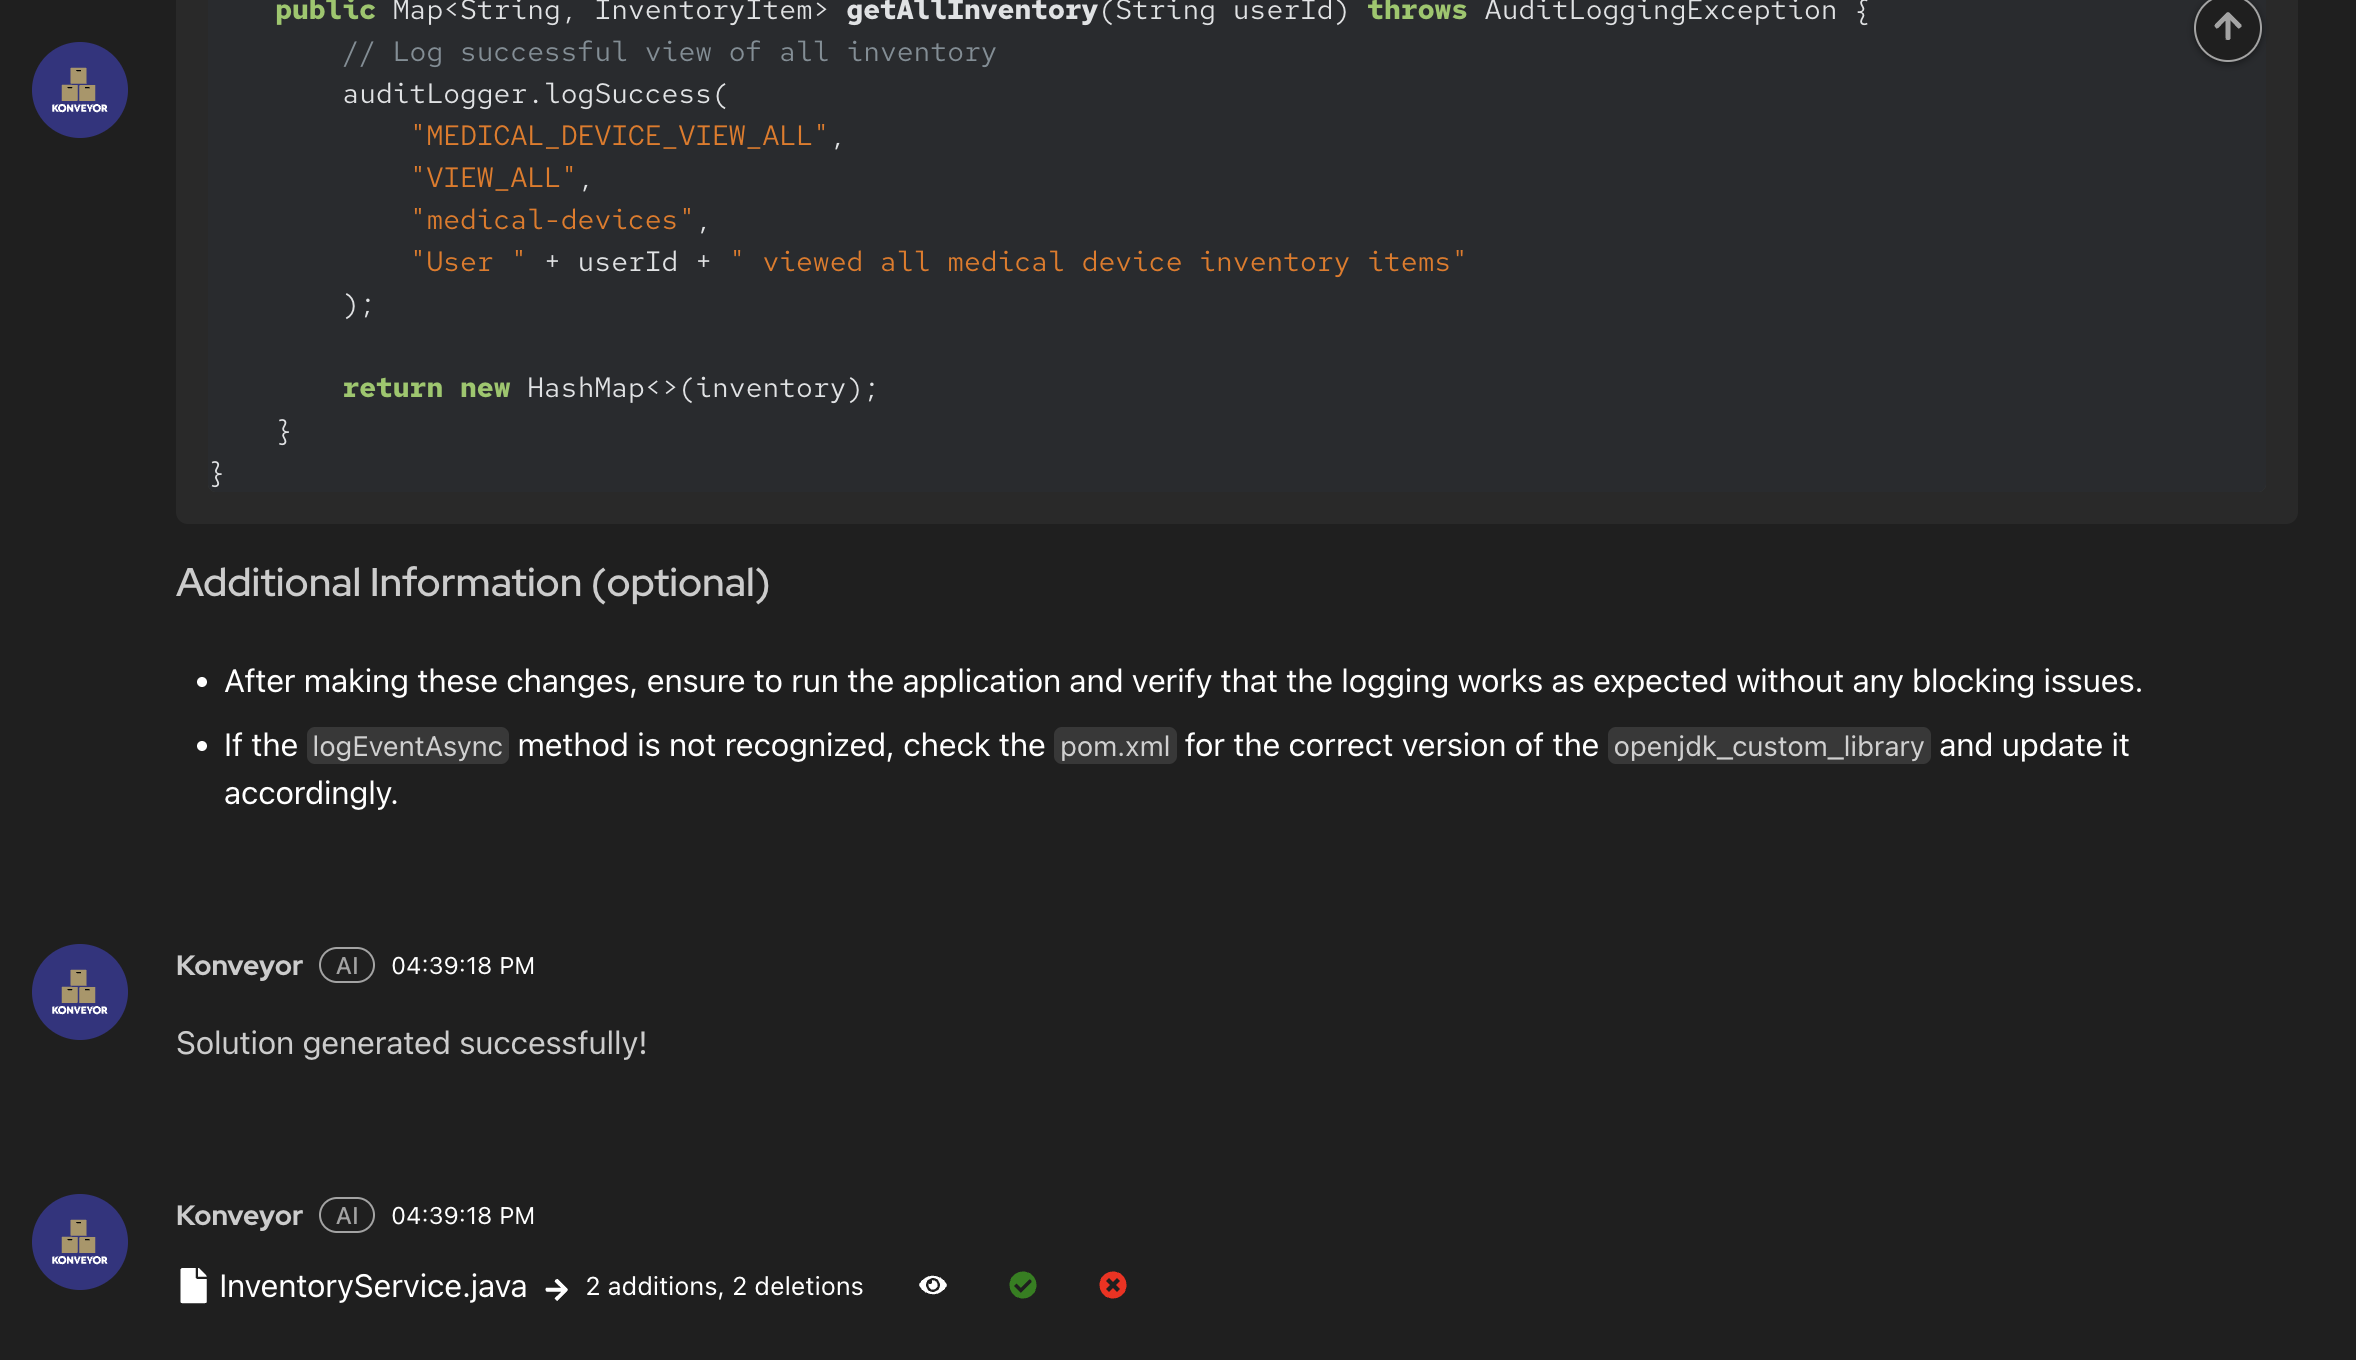 public Map<String, InventoryItem> getAllInventory(String userId) throws AuditLoggingException {
// Log successful view of all inventory
auditLogger.logSuccess(
"MEDICAL_DEVICE_VIEW_ALL",
"VIEW_ALL",
"medical-devices",
"User " + userId + " viewed all medical device inventory items"
);
return new HashMap<>(inventory);
}
}
KONVEYOR
Additional Information (optional)
After making these changes, ensure to run the application and verify that the logging works as expected without any blocking issues.
If the logEventAsync method is not recognized, check the pom.xml for the correct version of the openjdk_custom_library and update it
accordingly.
KONVEYOR
Konveyor AI 04:39:18 PM
Solution generated successfully!
KONVEYOR
Konveyor AI 04:39:18 PM
InventoryService.java → 2 additions, 2 deletions